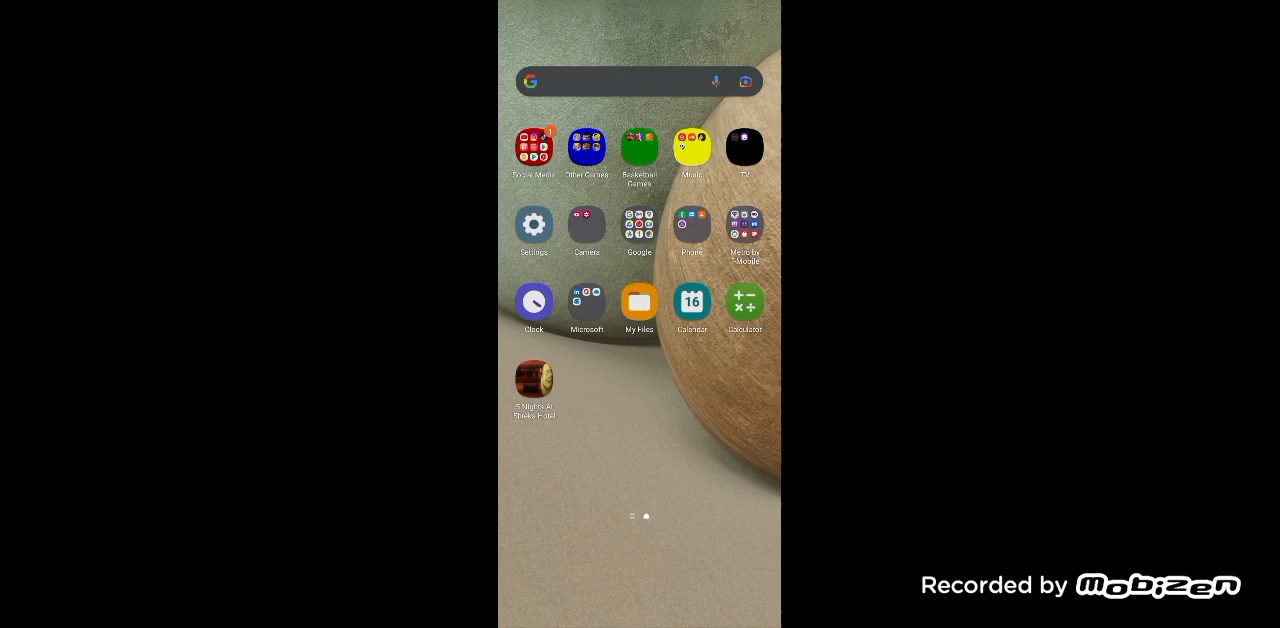 1
Social Media
Other Games
Basketball
Games
Music
TV
Settings
Camera
Google
Phone
Metro by
T-Mobile
Clock
Microsoft
16
My Files
Calendar
Calculator
5 Nights At
Shreks Hotel
Recorded by Mobizen